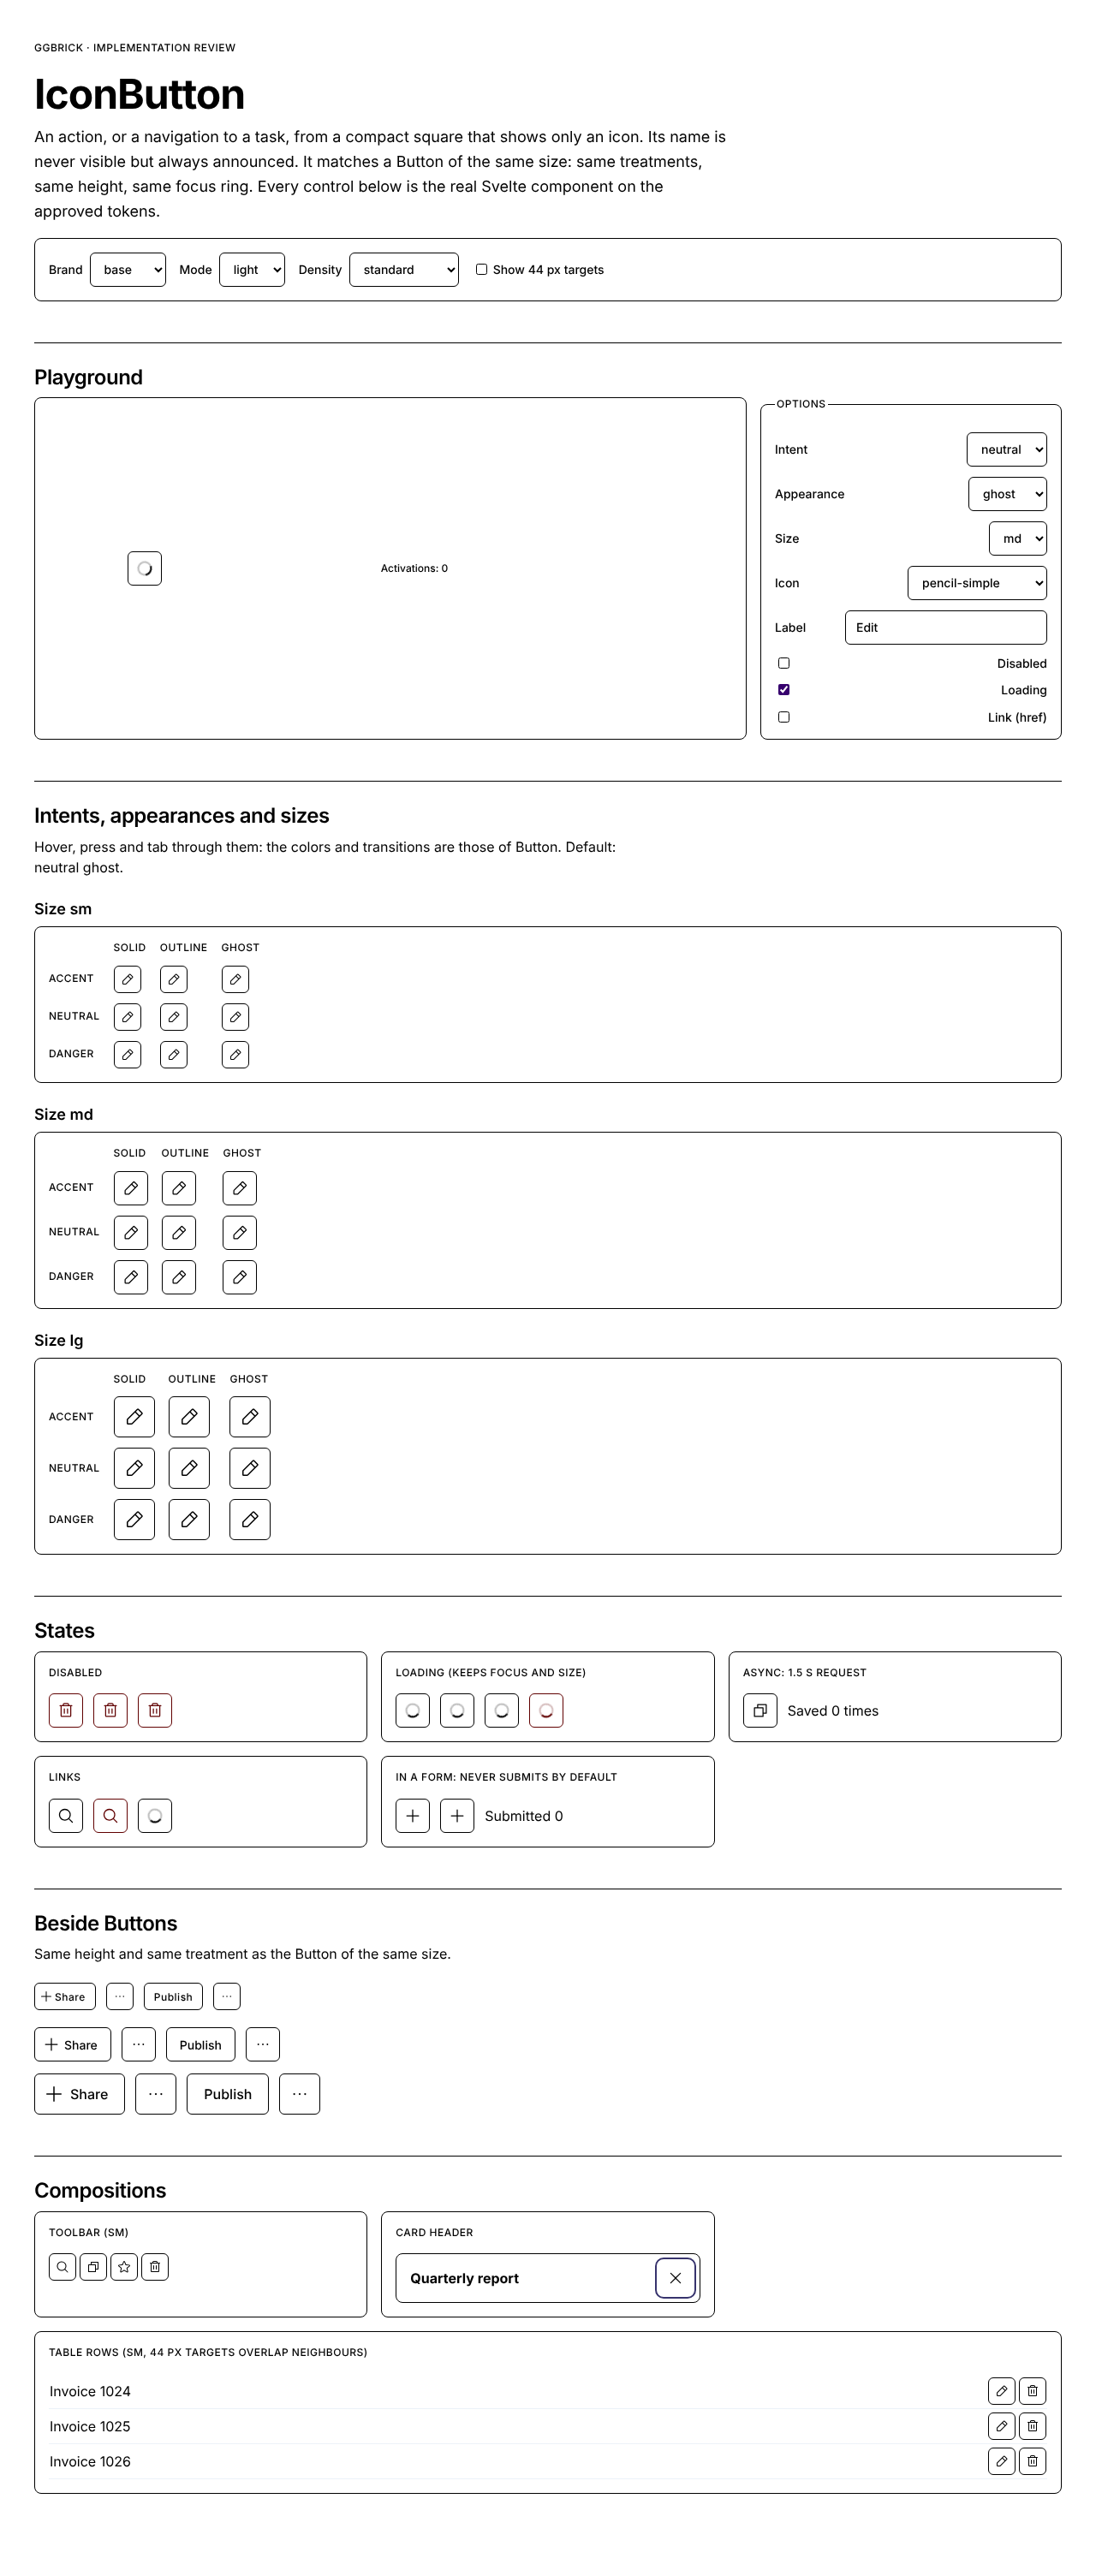 GGBRICK · IMPLEMENTATION REVIEW
IconButton
An action, or a navigation to a task, from a compact square that shows only an icon. Its name is
never visible but always announced. It matches a Button of the same size: same treatments,
same height, same focus ring. Every control below is the real Svelte component on the
approved tokens.
Brand base Mode light Density standard Show 44 px targets
Playground
Activations: 0
OPTIONS
Intent neutral
Appearance ghost
Size md
Icon pencil-simple
Label Edit
Disabled
Loading
Link (href)
Intents, appearances and sizes
Hover, press and tab through them: the colors and transitions are those of Button. Default:
neutral ghost.
Size sm
SOLID OUTLINE GHOST
ACCENT
NEUTRAL
DANGER
Size md
SOLID OUTLINE GHOST
ACCENT
NEUTRAL
DANGER
Size lg
SOLID OUTLINE GHOST
ACCENT
NEUTRAL
DANGER
States
DISABLED
LOADING (KEEPS FOCUS AND SIZE)
ASYNC: 1.5 S REQUEST
Saved 0 times
LINKS
IN A FORM: NEVER SUBMITS BY DEFAULT
Submitted 0
Beside Buttons
Same height and same treatment as the Button of the same size.
Share Publish
Share Publish
Share Publish
Compositions
TOOLBAR (SM)
CARD HEADER
Quarterly report
TABLE ROWS (SM, 44 PX TARGETS OVERLAP NEIGHBOURS)
Invoice 1024
Invoice 1025
Invoice 1026